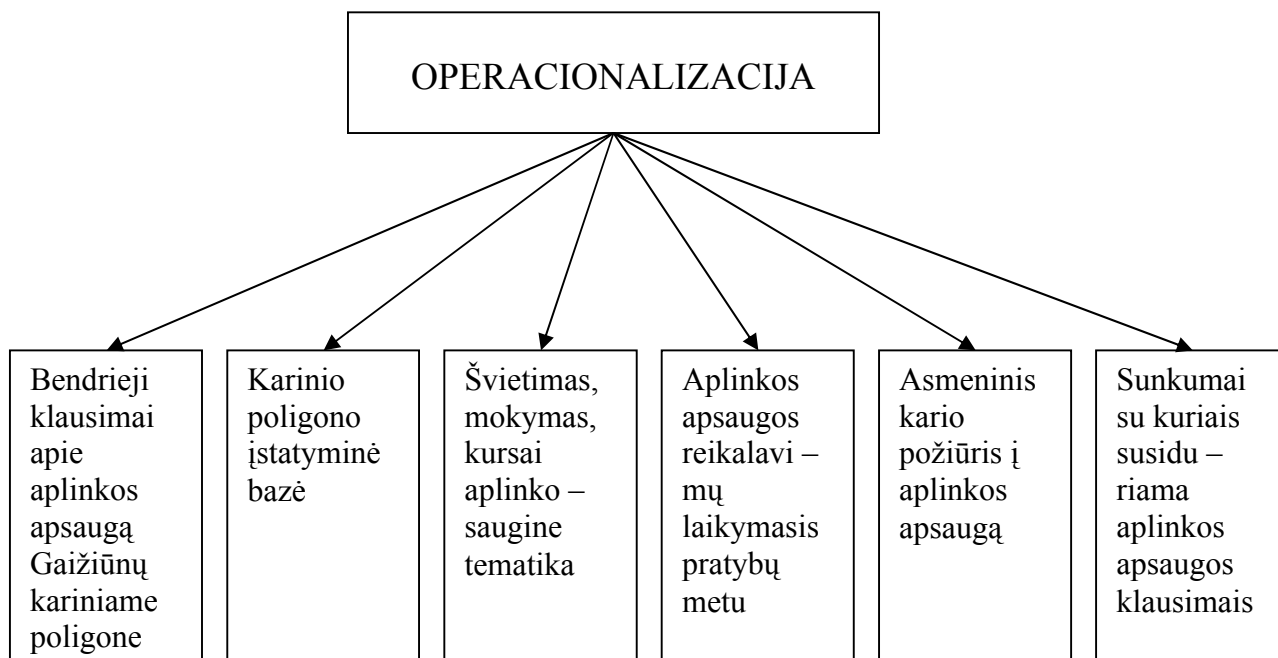 OPERACIONALIZACIJA
Bendrieji
klausimai
apie
aplinkos
apsaugą
Gaižiūnų
kariniame
poligone
Karinio
poligono
įstatyminė
bazė
Švietimas,
mokymas,
kursai
aplinko –
saugine
tematika
Aplinkos
apsaugos
reikalavi –
mų
laikymasis
pratybų
metu
Asmeninis
kario
požiūris į
aplinkos
apsaugą
Sunkumai
su kuriais
susidu –
riama
aplinkos
apsaugos
klausimais